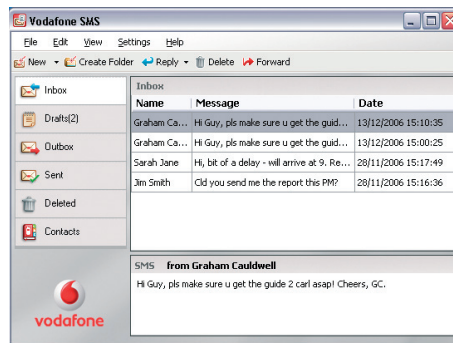 Vodafone SMS
File Edit View Settings Help
New Create Folder Reply Delete Forward
Inbox
Drafts(2)
Outbox
Sent
Deleted
Contacts
vodafone
Inbox
Name Message Date
Graham Ca... Hi Guy, pls make sure u get the guid... 13/12/2006 15:10:35
Graham Ca... Hi Guy, pls make sure u get the guid... 13/12/2006 15:00:25
Sarah Jane Hi, bit of a delay - will arrive at 9. Re... 28/11/2006 15:17:49
Jim Smith Cld you send me the report this PM? 28/11/2006 15:16:36
SMS from Graham Cauldwell
Hi Guy, pls make sure u get the guide 2 carl asap! Cheers, GC.